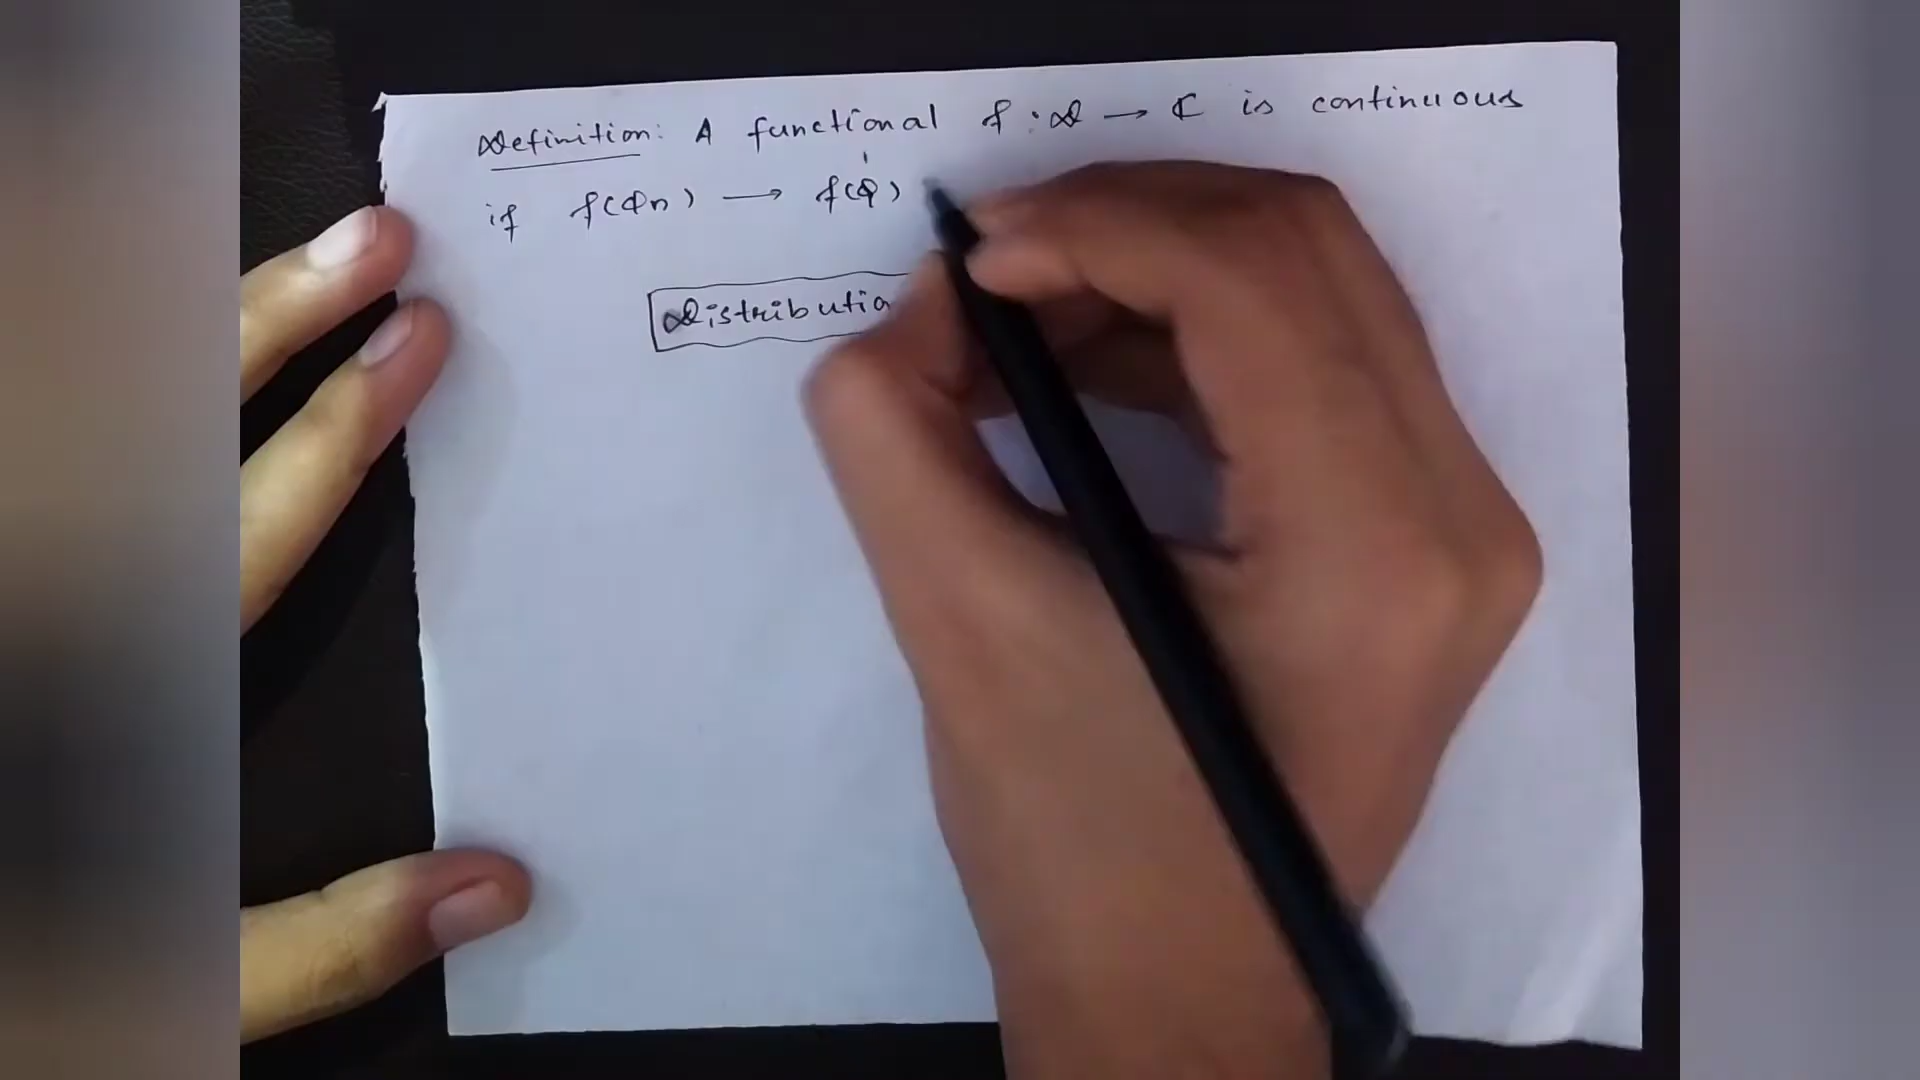 Definition: A functional f : D → ℂ is continuous
if f(φn) → f(φ)
Distributio